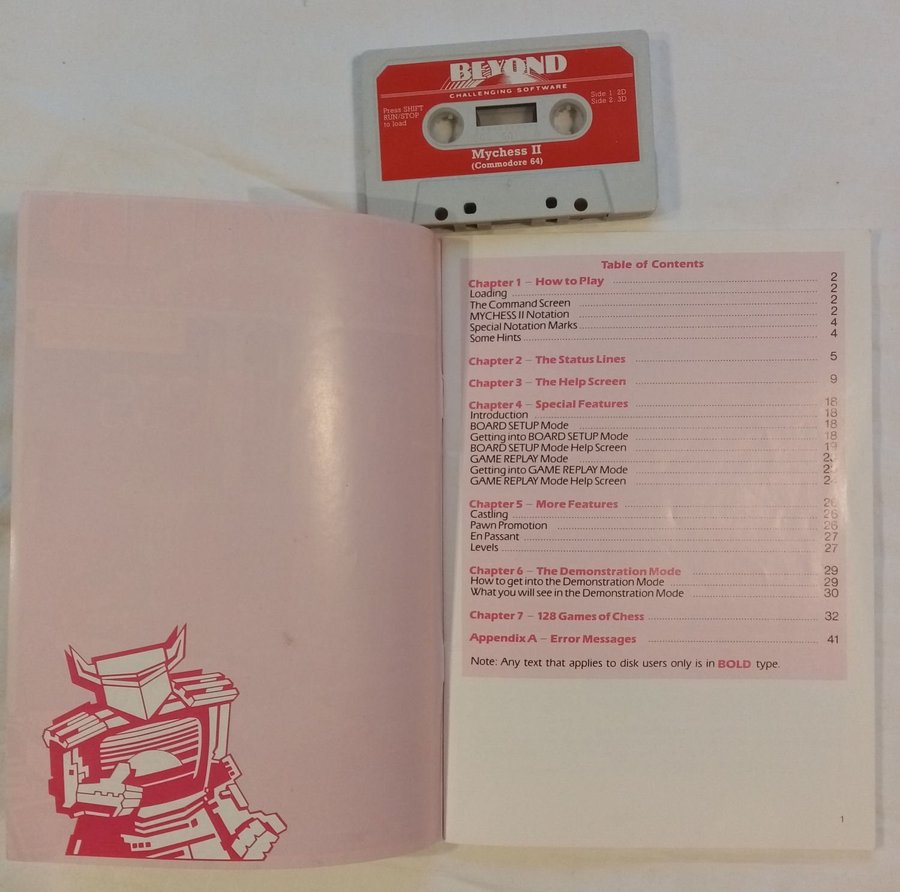 BEYOND
CHALLENGING SOFTWARE
Press SHIFT
RUN/STOP
to load
Side 1: 2D
Side 2: 3D
Mychess II
(Commodore 64)
Table of Contents
Chapter 1 – How to Play 2
Loading 2
The Command Screen 2
MYCHESS II Notation 2
Special Notation Marks 4
Some Hints 4
Chapter 2 – The Status Lines 5
Chapter 3 – The Help Screen 9
Chapter 4 – Special Features 18
Introduction 18
BOARD SETUP Mode 18
Getting into BOARD SETUP Mode 18
BOARD SETUP Mode Help Screen 19
GAME REPLAY Mode
Getting into GAME REPLAY Mode
GAME REPLAY Mode Help Screen
Chapter 5 – More Features 26
Castling 26
Pawn Promotion 26
En Passant 27
Levels 27
Chapter 6 – The Demonstration Mode 29
How to get into the Demonstration Mode 29
What you will see in the Demonstration Mode 30
Chapter 7 – 128 Games of Chess 32
Appendix A – Error Messages 41
Note: Any text that applies to disk users only is in BOLD type.
1